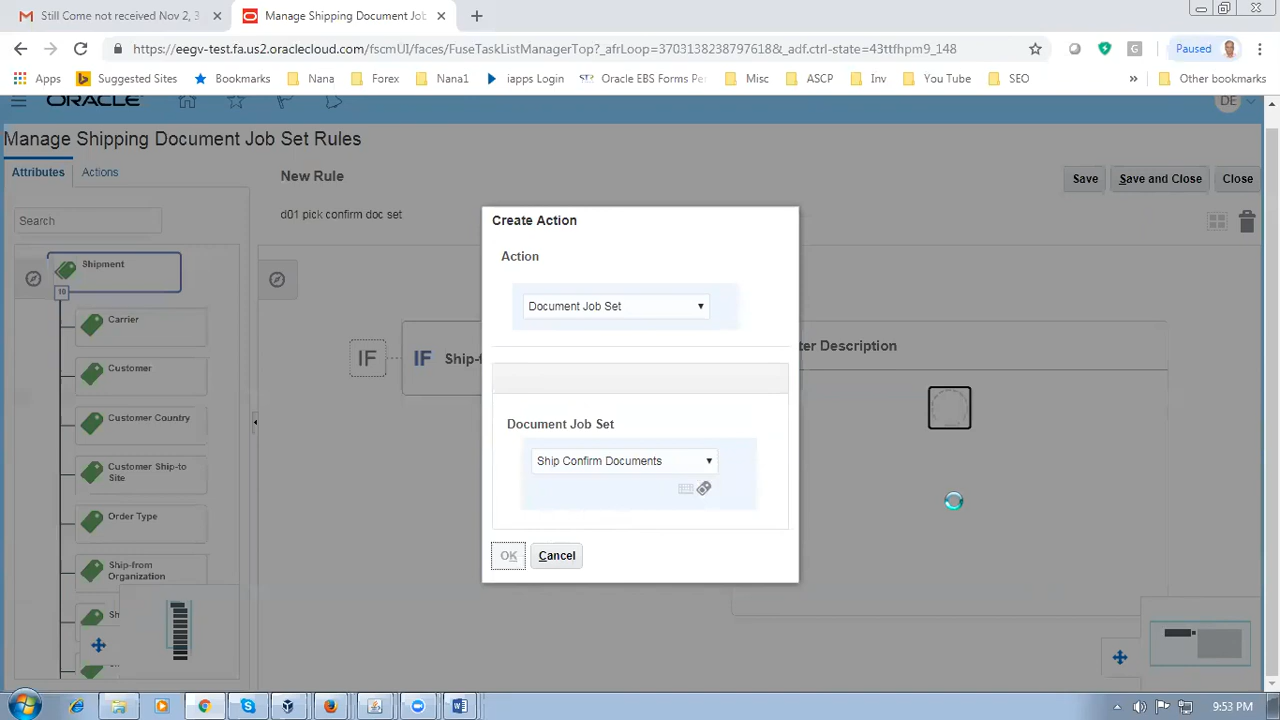 Still Come not received Nov 2, 3
Manage Shipping Document Job
https://eegv-test.fa.us2.oraclecloud.com/fscmUI/faces/FuseTaskListManagerTop?_afrLoop=3703138238797618&_adf.ctrl-state=43ttfhpm9_148
Paused
Apps
Suggested Sites
Bookmarks
Nana
Forex
Nana1
iapps Login
Oracle EBS Forms Pe
Misc
ASCP
Inv
You Tube
SEO
»
Other bookmarks
ORACLE
DE
Manage Shipping Document Job Set Rules
Attributes
Actions
New Rule
Save
Save and Close
Close
d01 pick confirm doc set
Search
Create Action
Action
Document Job Set
Shipment
10
Carrier
Customer
Customer Country
Customer Ship-to
Site
Order Type
Ship-from
Organization
Sh
IF
IF
Ship-f
ter Description
Document Job Set
Ship Confirm Documents
OK
Cancel
9:53 PM